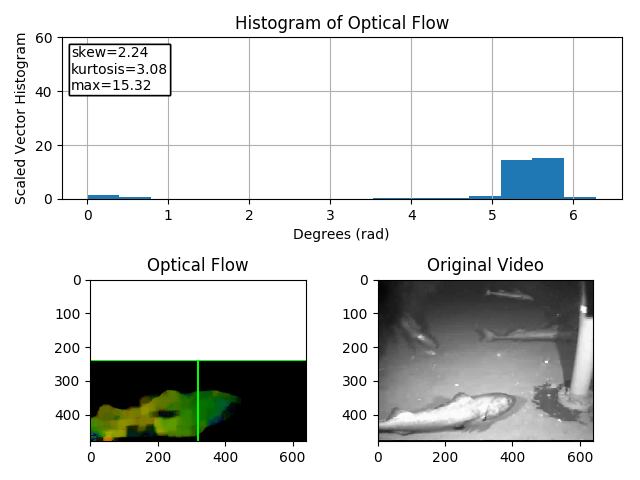 Histogram of Optical Flow
60
40
20
0
Scaled Vector Histogram
skew=2.24
kurtosis=3.08
max=15.32
0 1 2 3 4 5 6
Degrees (rad)
Optical Flow
0
100
200
300
400
0 200 400 600
Original Video
0
100
200
300
400
0 200 400 600